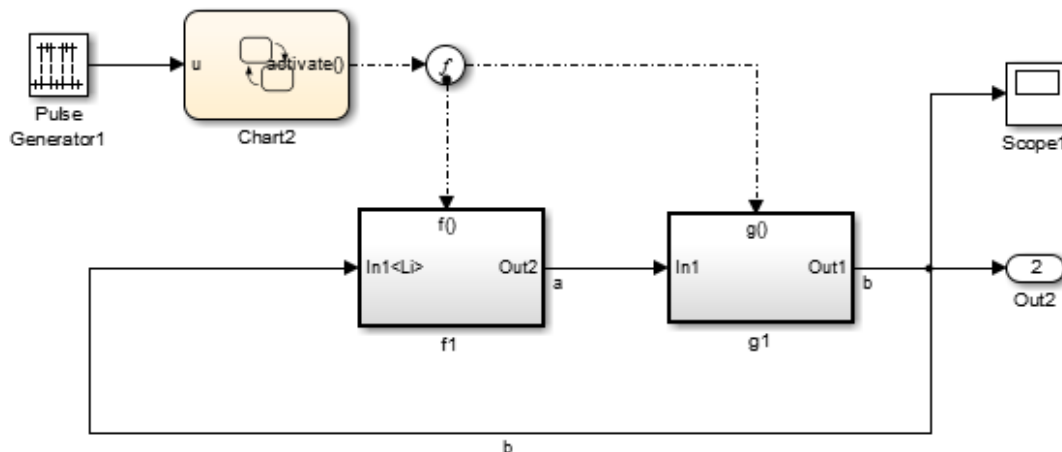 u
activate()
f
Pulse
Generator1
Chart2
Scope1
f()
In1<Li>
Out2
a
f1
g()
In1
Out1
b
g1
2
Out2
b